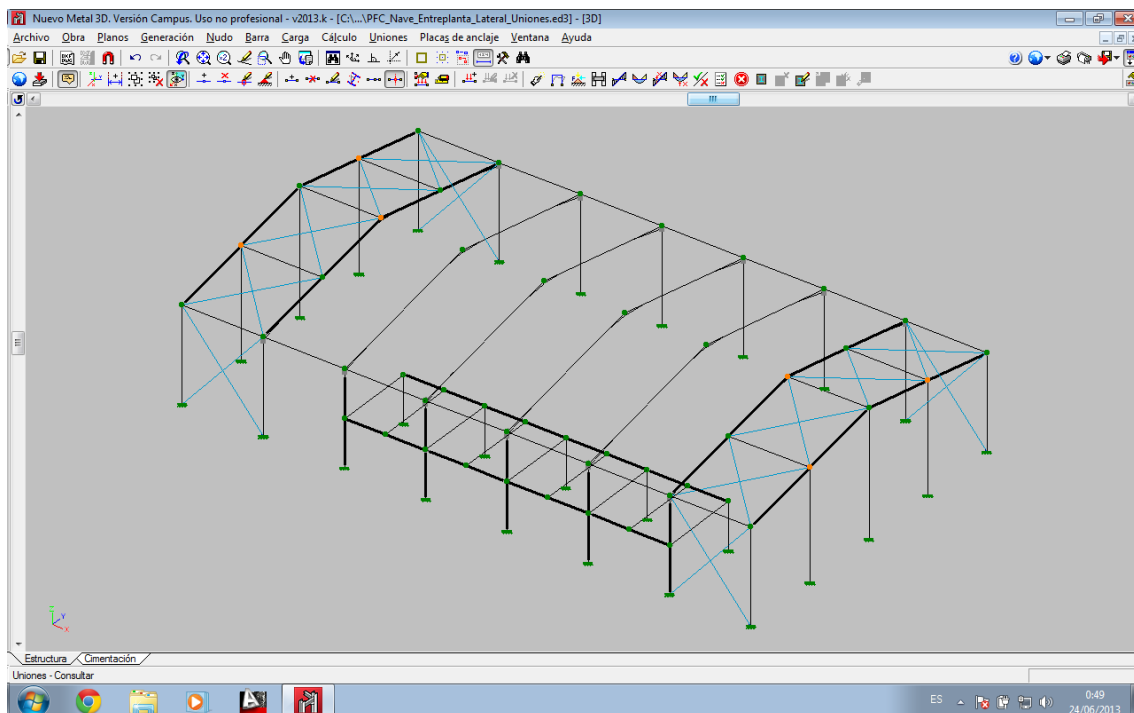 Nuevo Metal 3D. Versión Campus. Uso no profesional - v2013.k - [C:\...\PFC_Nave_Entreplanta_Lateral_Uniones.ed3] - [3D]
Archivo Obra Planos Generación Nudo Barra Carga Cálculo Uniones Placas de anclaje Ventana Ayuda
Y
X
Estructura Cimentación
Uniones - Consultar
ES 0:49
24/06/2013